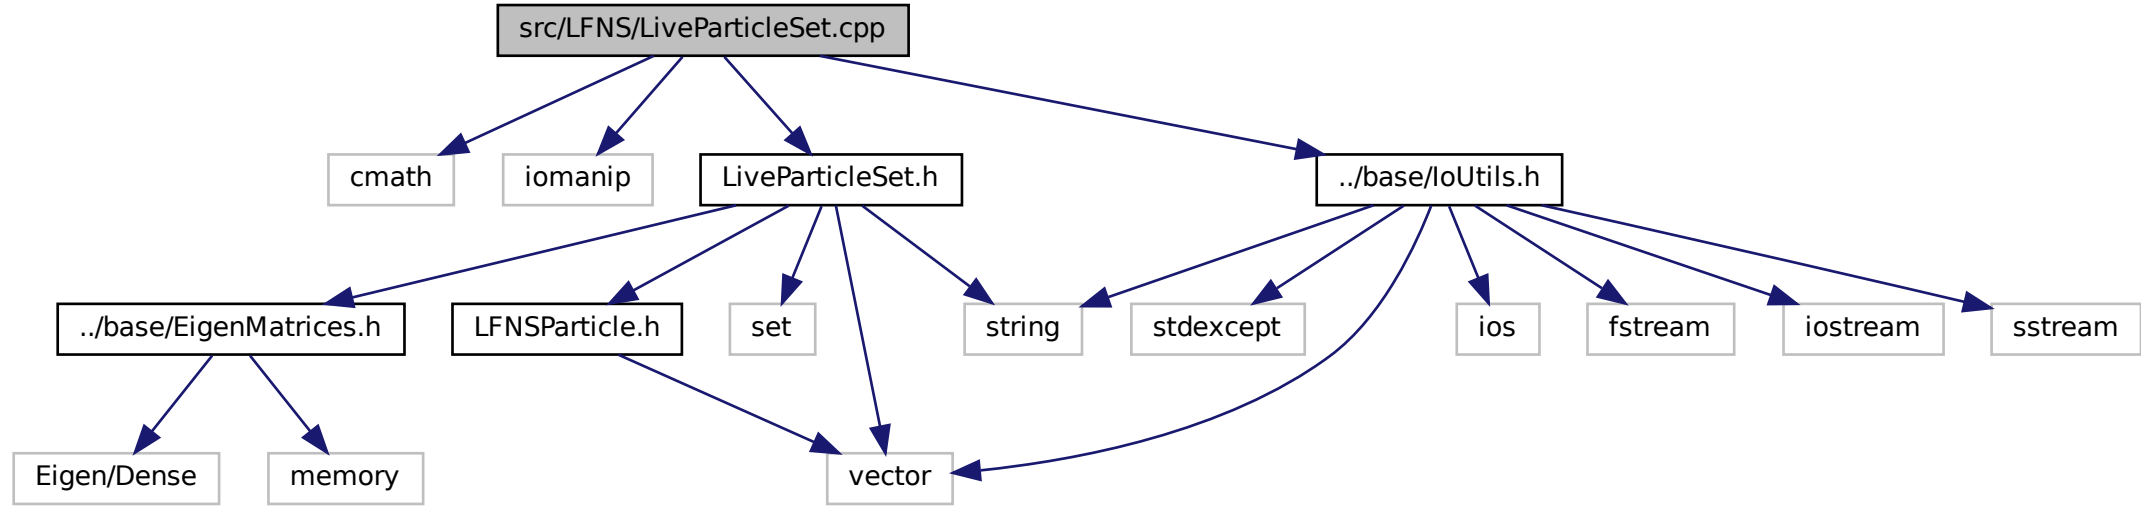 src/LFNS/LiveParticleSet.cpp
cmath
iomanip
LiveParticleSet.h
../base/IoUtils.h
../base/EigenMatrices.h
LFNSParticle.h
set
string
stdexcept
ios
fstream
iostream
sstream
Eigen/Dense
memory
vector